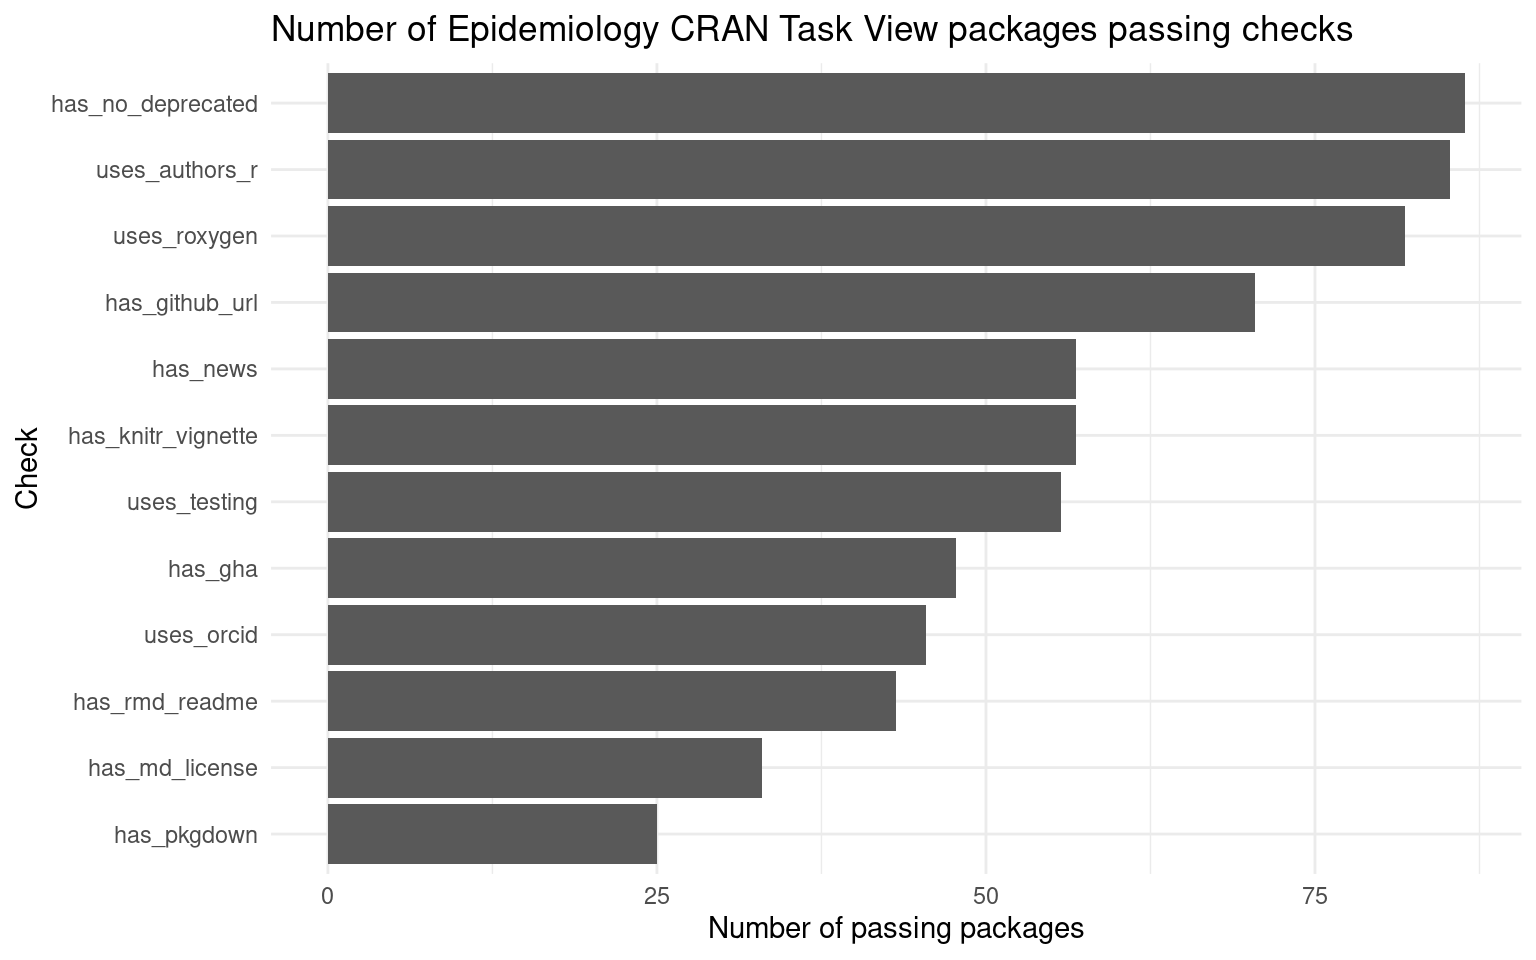 Number of Epidemiology CRAN Task View packages passing checks
has_no_deprecated
uses_authors_r
uses_roxygen
has_github_url
has_news
has_knitr_vignette
uses_testing
has_gha
uses_orcid
has_rmd_readme
has_md_license
has_pkgdown
Check
0 25 50 75
Number of passing packages